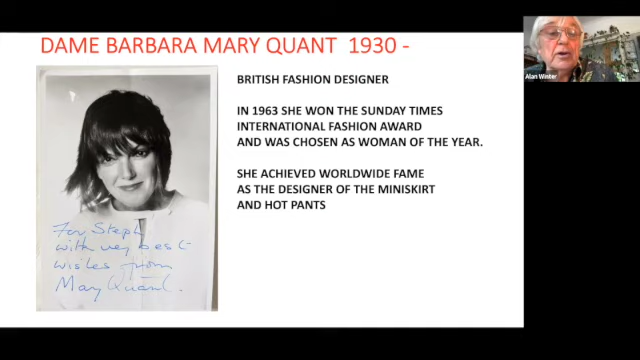 DAME BARBARA MARY QUANT 1930 -
BRITISH FASHION DESIGNER
IN 1963 SHE WON THE SUNDAY TIMES
INTERNATIONAL FASHION AWARD
AND WAS CHOSEN AS WOMAN OF THE YEAR.
SHE ACHIEVED WORLDWIDE FAME
AS THE DESIGNER OF THE MINISKIRT
AND HOT PANTS
For Steph
with very best
wishes from
Mary Quant.
Alan Winter